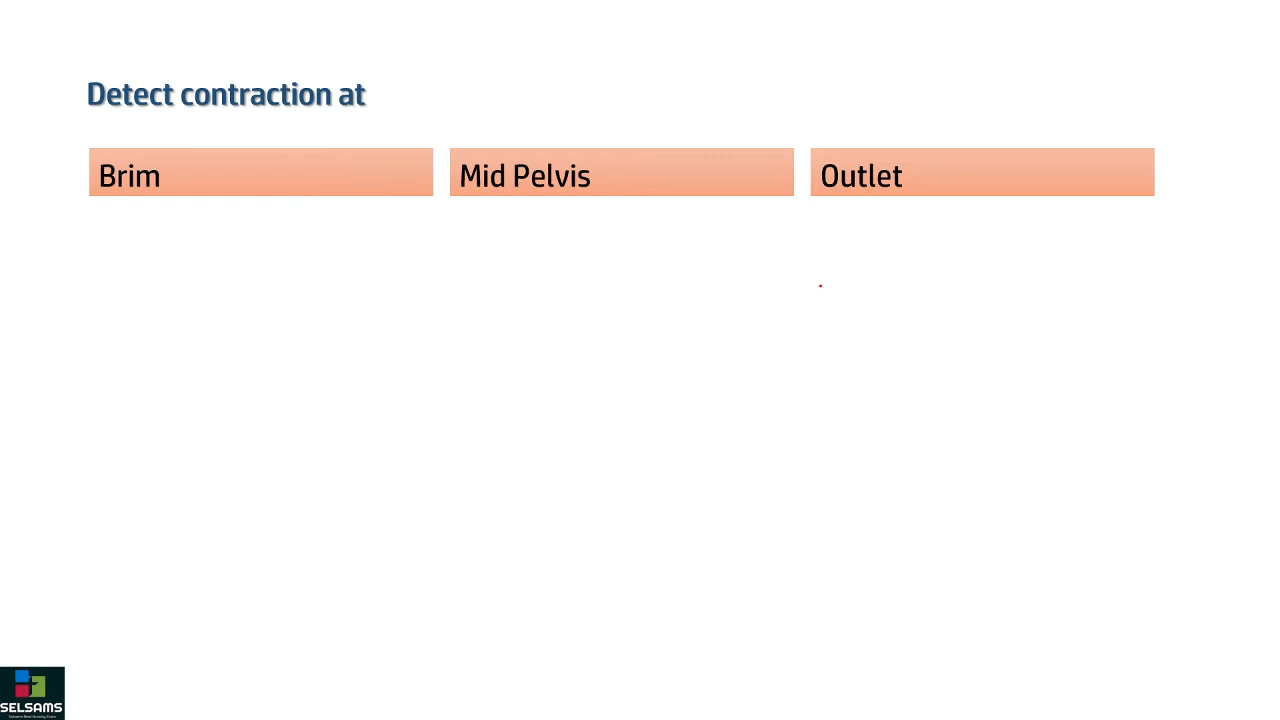 Detect contraction at
Brim
Mid Pelvis
Outlet
SELSAMS